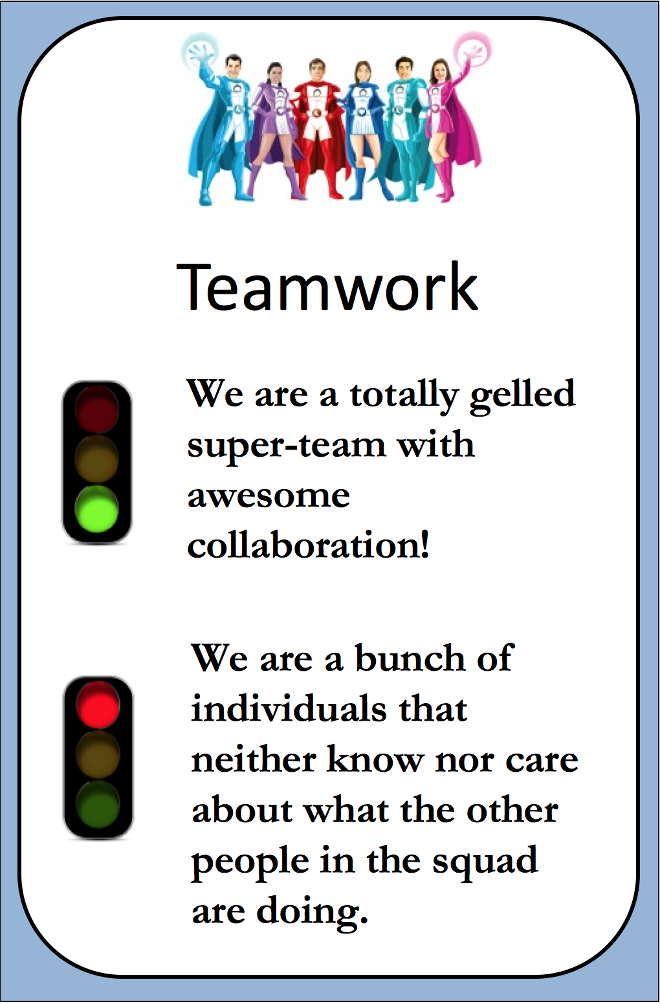 Teamwork
We are a totally gelled
super-team with
awesome
collaboration!
We are a bunch of
individuals that
neither know nor care
about what the other
people in the squad
are doing.